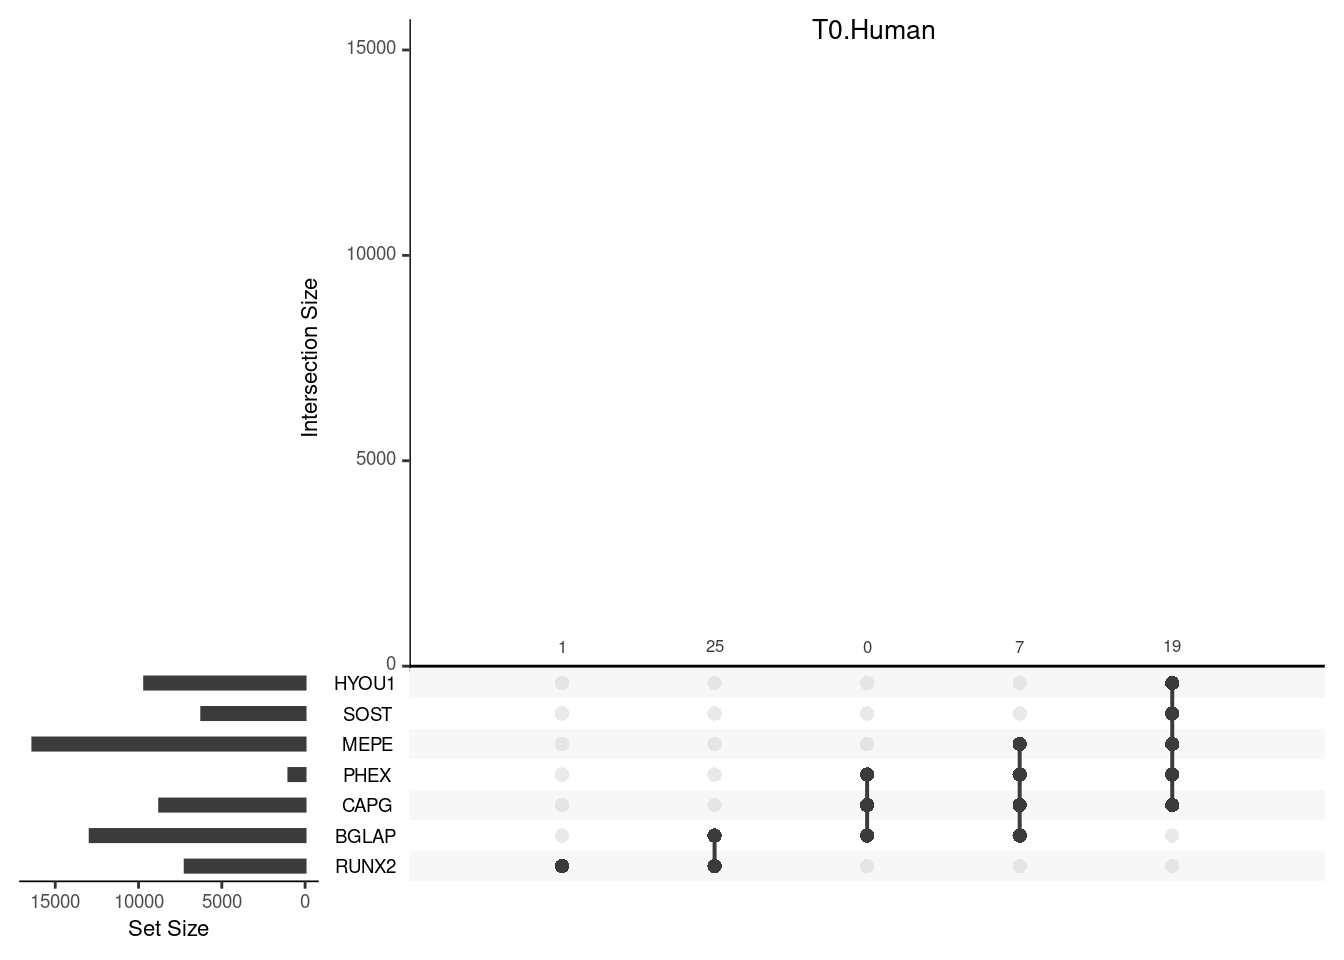 T0.Human
15000
10000
5000
0
Intersection Size
1 25 0 7 19
HYOU1
SOST
MEPE
PHEX
CAPG
BGLAP
RUNX2
15000 10000 5000 0
Set Size